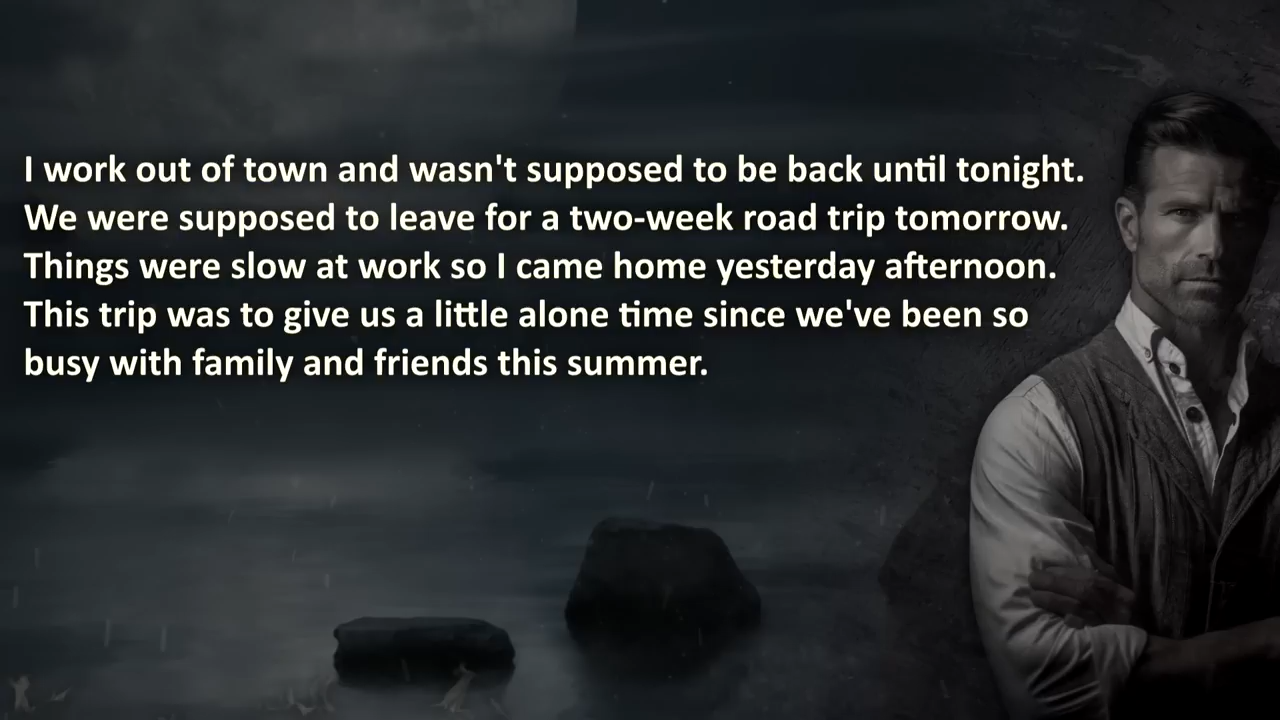 I work out of town and wasn't supposed to be back until tonight.
We were supposed to leave for a two-week road trip tomorrow.
Things were slow at work so I came home yesterday afternoon.
This trip was to give us a little alone time since we've been so
busy with family and friends this summer.